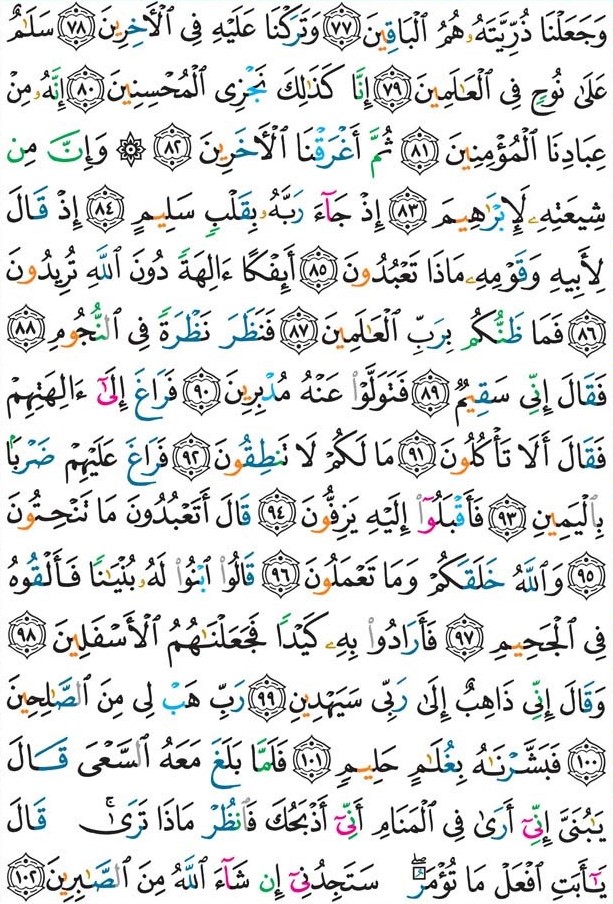 وَجَعَلْنَا ذُرِّيَّتَهُۥ هُمُ ٱلْبَاقِينَ ٧٧ وَتَرَكْنَا عَلَيْهِ فِى ٱلْأَخِرِينَ ٧٨ سَلَٰمٌ
عَلَىٰ نُوحٍ فِى ٱلْعَٰلَمِينَ ٧٩ إِنَّا كَذَٰلِكَ نَجْزِى ٱلْمُحْسِنِينَ ٨٠ إِنَّهُۥ مِنْ
عِبَادِنَا ٱلْمُؤْمِنِينَ ٨١ ثُمَّ أَغْرَقْنَا ٱلْأَخَرِينَ ٨٢ ۞ وَإِنَّ مِن
شِيعَتِهِۦ لَإِبْرَٰهِيمَ ٨٣ إِذْ جَآءَ رَبَّهُۥ بِقَلْبٍ سَلِيمٍ ٨٤ إِذْ قَالَ
لِأَبِيهِ وَقَوْمِهِۦ مَاذَا تَعْبُدُونَ ٨٥ أَئِفْكًا ءَالِهَةً دُونَ ٱللَّهِ تُرِيدُونَ
٨٦ فَمَا ظَنُّكُم بِرَبِّ ٱلْعَٰلَمِينَ ٨٧ فَنَظَرَ نَظْرَةً فِى ٱلنُّجُومِ ٨٨
فَقَالَ إِنِّى سَقِيمٌ ٨٩ فَتَوَلَّوْا۟ عَنْهُ مُدْبِرِينَ ٩٠ فَرَاغَ إِلَىٰٓ ءَالِهَتِهِمْ
فَقَالَ أَلَا تَأْكُلُونَ ٩١ مَا لَكُمْ لَا تَنطِقُونَ ٩٢ فَرَاغَ عَلَيْهِمْ ضَرْبًۢا
بِٱلْيَمِينِ ٩٣ فَأَقْبَلُوٓا۟ إِلَيْهِ يَزِفُّونَ ٩٤ قَالَ أَتَعْبُدُونَ مَا تَنْحِتُونَ
٩٥ وَٱللَّهُ خَلَقَكُمْ وَمَا تَعْمَلُونَ ٩٦ قَالُوا۟ ٱبْنُوا۟ لَهُۥ بُنْيَٰنًا فَأَلْقُوهُ
فِى ٱلْجَحِيمِ ٩٧ فَأَرَادُوا۟ بِهِۦ كَيْدًا فَجَعَلْنَٰهُمُ ٱلْأَسْفَلِينَ ٩٨
وَقَالَ إِنِّى ذَاهِبٌ إِلَىٰ رَبِّى سَيَهْدِينِ ٩٩ رَبِّ هَبْ لِى مِنَ ٱلصَّٰلِحِينَ
١٠٠ فَبَشَّرْنَٰهُ بِغُلَٰمٍ حَلِيمٍ ١٠١ فَلَمَّا بَلَغَ مَعَهُ ٱلسَّعْىَ قَالَ
يَٰبُنَىَّ إِنِّىٓ أَرَىٰ فِى ٱلْمَنَامِ أَنِّىٓ أَذْبَحُكَ فَٱنظُرْ مَاذَا تَرَىٰ ۚ قَالَ
يَٰٓأَبَتِ ٱفْعَلْ مَا تُؤْمَرُ ۖ سَتَجِدُنِىٓ إِن شَآءَ ٱللَّهُ مِنَ ٱلصَّٰبِرِينَ ١٠٢